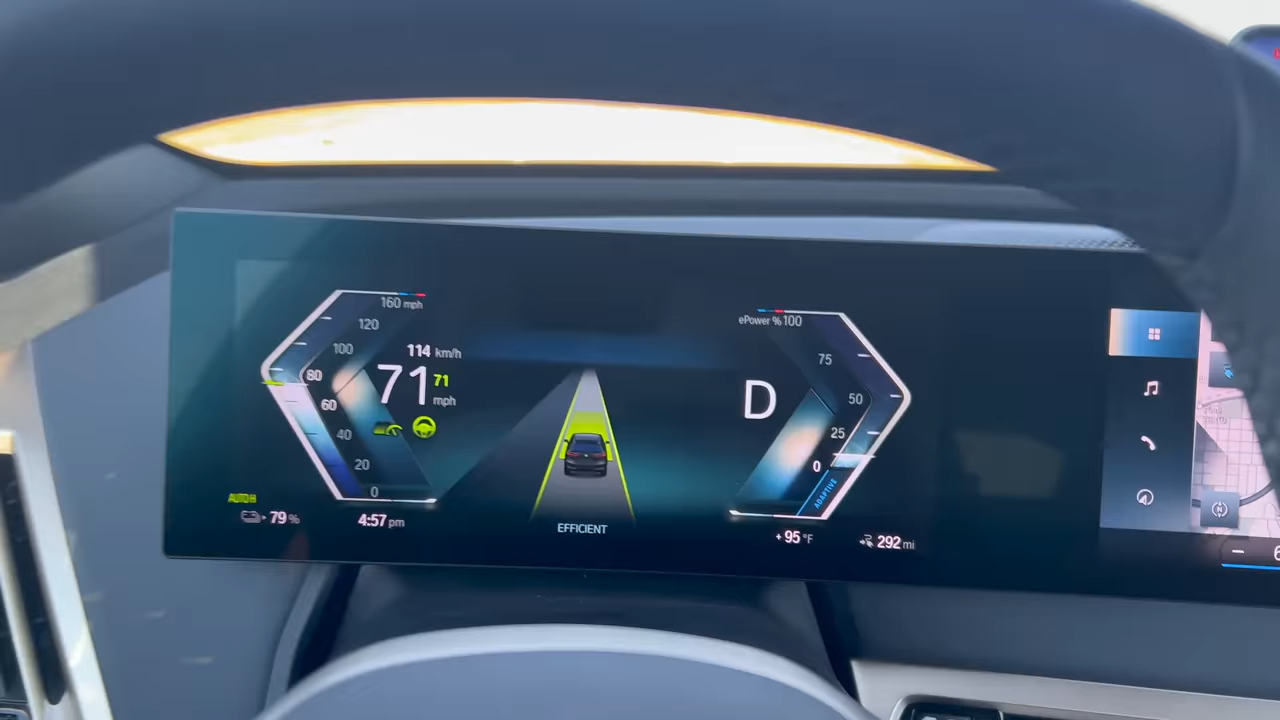 160 mph
120
100
80
60
40
20
0
114 km/h
71 71
mph
AUTO H
79 %
4:57 pm
EFFICIENT
ePower % 100
75
50
25
0
D
ADAPTIVE
+ 95 °F
292 mi
N